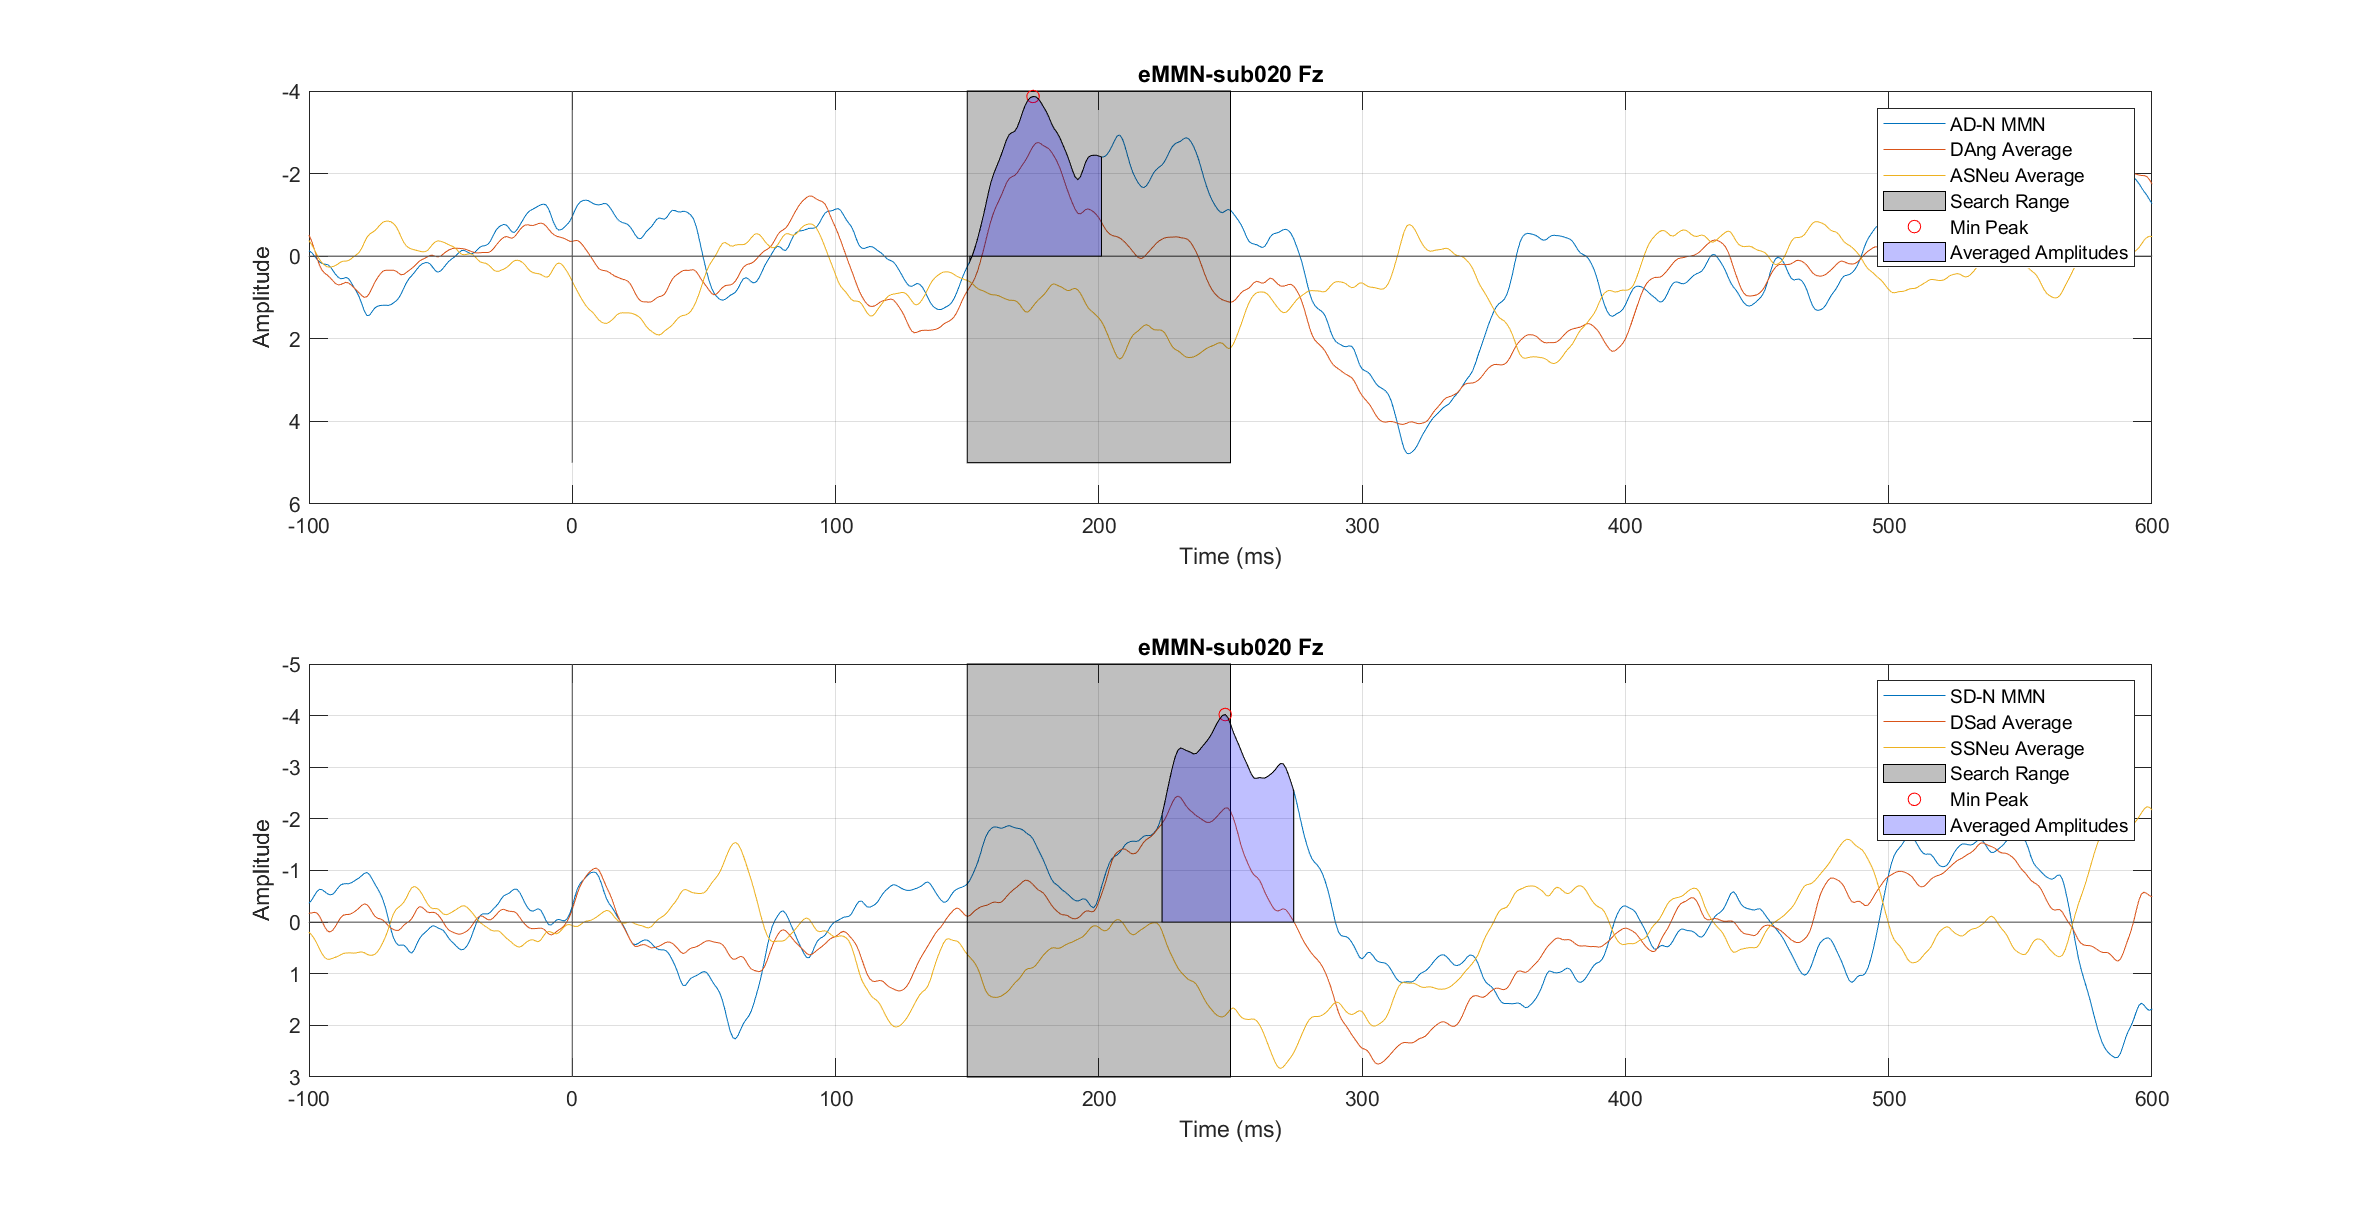 eMMN-sub020 Fz
-4
-2
0
2
4
6
Amplitude
-100 0 100 200 300 400 500 600
Time (ms)
AD-N MMN
DAng Average
ASNeu Average
Search Range
Min Peak
Averaged Amplitudes
eMMN-sub020 Fz
-5
-4
-3
-2
-1
0
1
2
3
Amplitude
-100 0 100 200 300 400 500 600
Time (ms)
SD-N MMN
DSad Average
SSNeu Average
Search Range
Min Peak
Averaged Amplitudes